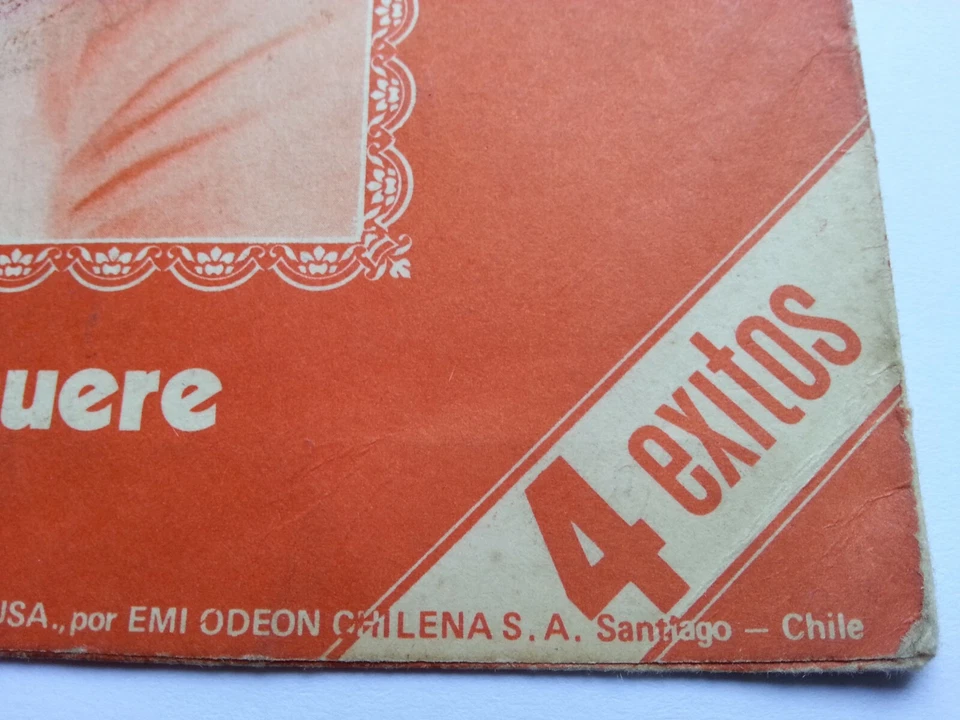 uere
4 exitos
USA., por EMI ODEON CHILENA S. A. Santiago — Chile